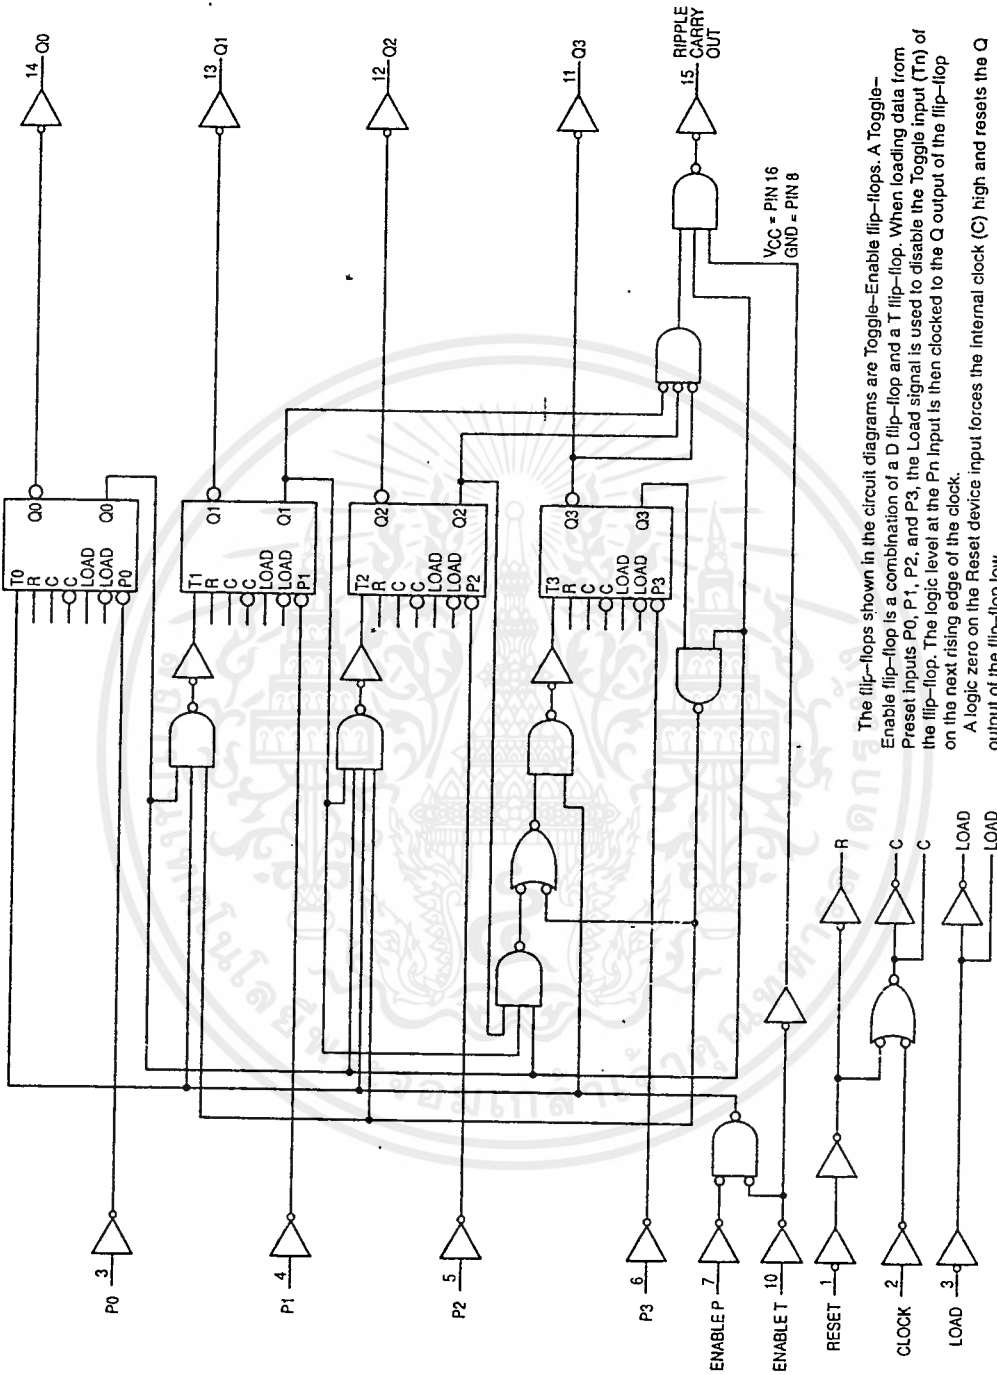 P0 3
P1 4
P2 5
P3 6
ENABLE P 7
ENABLE T 10
RESET 1
CLOCK 2
LOAD 3
T0
R
C
C
LOAD
LOAD
P0
Q0
Q0
14 Q0
T1
R
C
C
LOAD
LOAD
P1
Q1
Q1
13 Q1
T2
R
C
C
LOAD
LOAD
P2
Q2
Q2
12 Q2
T3
R
C
C
LOAD
LOAD
P3
Q3
Q3
11 Q3
15 RIPPLE
CARRY
OUT
VCC = PIN 16
GND = PIN 8
R
C
C
LOAD
LOAD
The flip–flops shown in the circuit diagrams are Toggle–Enable flip–flops. A Toggle–
Enable flip–flop is a combination of a D flip–flop and a T flip–flop. When loading data from
Preset inputs P0, P1, P2, and P3, the Load signal is used to disable the Toggle input (Tn) of
the flip–flop. The logic level at the Pn Input is then clocked to the Q output of the flip–flop
on the next rising edge of the clock.
A logic zero on the Reset device input forces the internal clock (C) high and resets the Q
output of the flip–flop low.